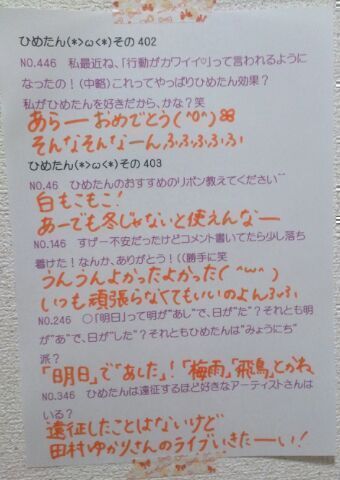 ひめたん(*>ω<*)その402
NO.446　私最近ね、「行動がカワイイ♡」って言われるように
なったの！(中略)これってやっぱりひめたん効果？
私がひめたんを好きだから、かな？笑
あらーおめでとう(^o^)
そんなそんなーんふふふふふ
ひめたん(*>ω<*)その403
NO.46　ひめたんのおすすめのリボン教えてください^^
白もこもこ！
あーでも冬じゃないと使えんなー
NO.146　すげー不安だったけどコメント書いてたら少し落ち
着けた！なんか、ありがとう！((勝手に笑
うんうんよかったよかった(^ω^)
いつも頑張らなくてもいいのよんふふ
NO.246　○「明日」って明が"あし"で、日が"た"？それとも明
が"あ"で、日が"した"？それともひめたんは"みょうにち"
派？
「明日」で「あした」！「梅雨」「飛鳥」とかね
NO.346　ひめたんは遠征するほど好きなアーティストさんは
いる？
遠征したことはないけど
田村ゆかりさんのライブいきたーい！